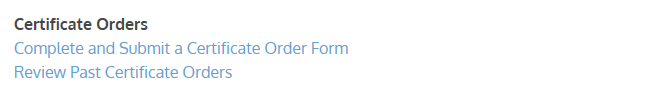 Certificate Orders
Complete and Submit a Certificate Order Form
Review Past Certificate Orders